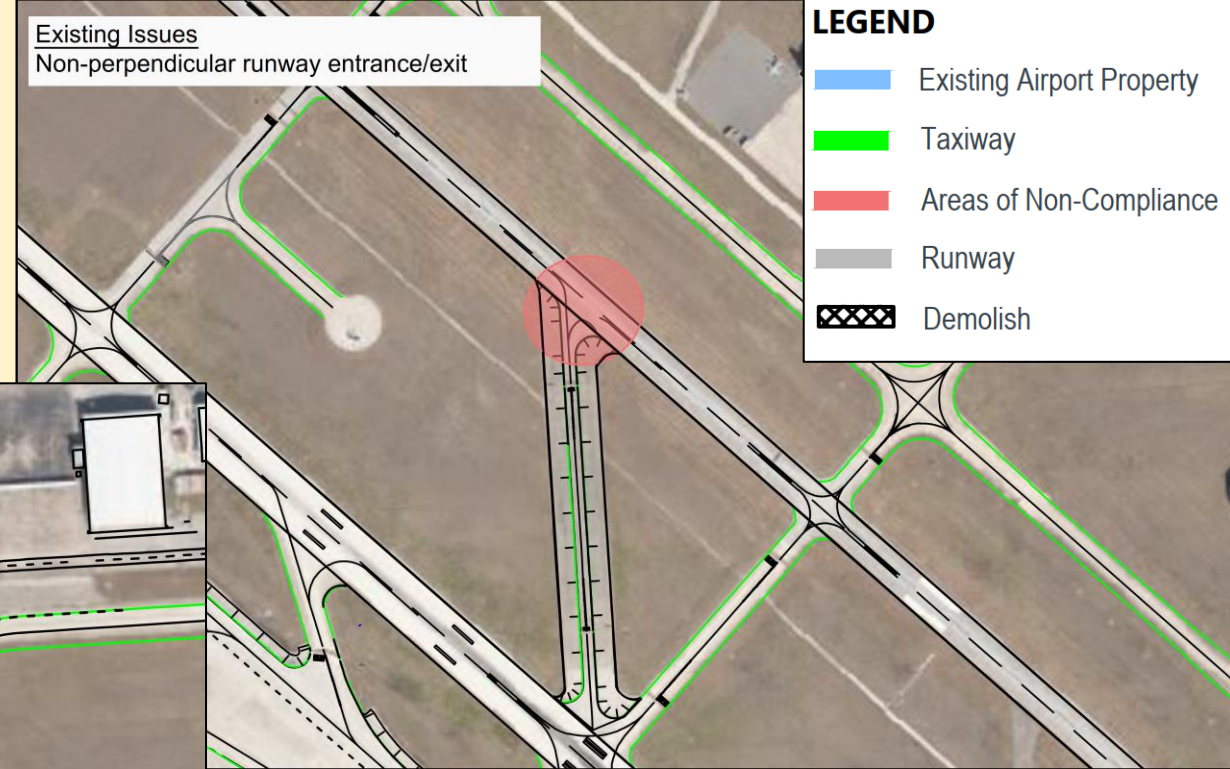 Existing Issues
Non-perpendicular runway entrance/exit
LEGEND
Existing Airport Property
Taxiway
Areas of Non-Compliance
Runway
Demolish